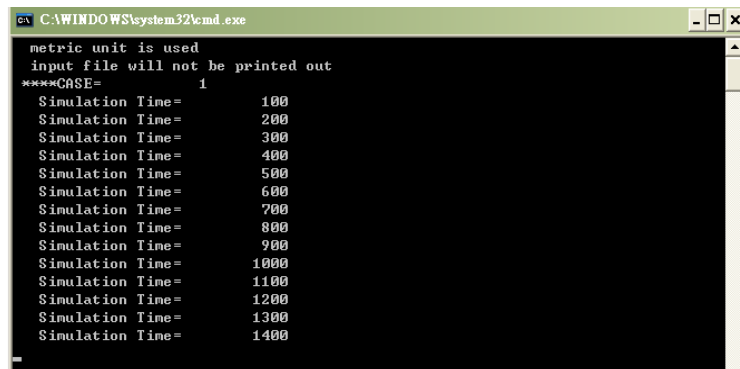 C:\WINDOWS\system32\cmd.exe
metric unit is used
input file will not be printed out
****CASE= 1
Simulation Time= 100
Simulation Time= 200
Simulation Time= 300
Simulation Time= 400
Simulation Time= 500
Simulation Time= 600
Simulation Time= 700
Simulation Time= 800
Simulation Time= 900
Simulation Time= 1000
Simulation Time= 1100
Simulation Time= 1200
Simulation Time= 1300
Simulation Time= 1400